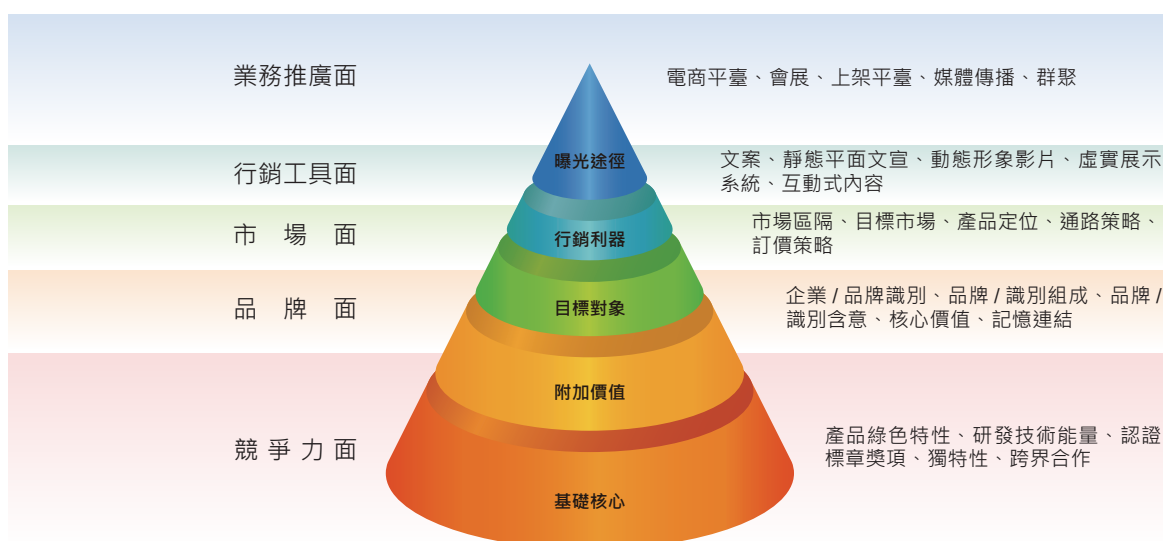 業務推廣面
曝光途徑
電商平臺、會展、上架平臺、媒體傳播、群聚
行銷工具面
行銷利器
文案、靜態平面文宣、動態形象影片、虛實展示
系統、互動式內容
市場面
目標對象
市場區隔、目標市場、產品定位、通路策略、
訂價策略
品牌面
附加價值
企業 / 品牌識別、品牌 / 識別組成、品牌 /
識別含意、核心價值、記憶連結
競爭力面
基礎核心
產品綠色特性、研發技術能量、認證
標章獎項、獨特性、跨界合作